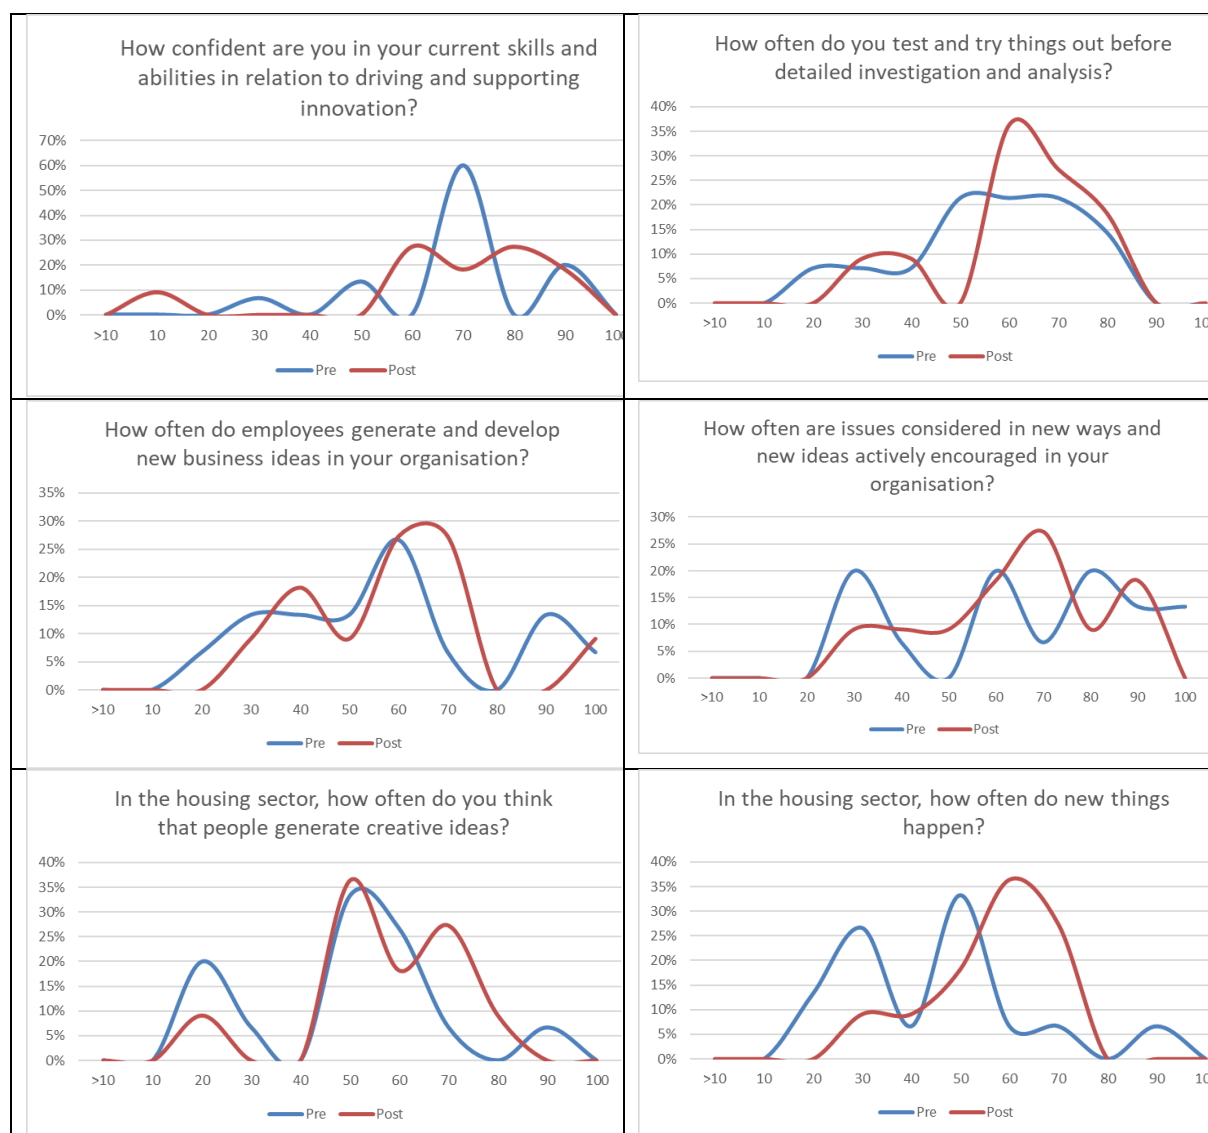 How confident are you in your current skills and
abilities in relation to driving and supporting
innovation?
70%
60%
50%
40%
30%
20%
10%
0%
>10 10 20 30 40 50 60 70 80 90 100
Pre Post
How often do you test and try things out before
detailed investigation and analysis?
40%
35%
30%
25%
20%
15%
10%
5%
0%
>10 10 20 30 40 50 60 70 80 90 10
Pre Post
How often do employees generate and develop
new business ideas in your organisation?
35%
30%
25%
20%
15%
10%
5%
0%
>10 10 20 30 40 50 60 70 80 90 100
Pre Post
How often are issues considered in new ways and
new ideas actively encouraged in your
organisation?
30%
25%
20%
15%
10%
5%
0%
>10 10 20 30 40 50 60 70 80 90 100
Pre Post
In the housing sector, how often do you think
that people generate creative ideas?
40%
35%
30%
25%
20%
15%
10%
5%
0%
>10 10 20 30 40 50 60 70 80 90 100
Pre Post
In the housing sector, how often do new things
happen?
40%
35%
30%
25%
20%
15%
10%
5%
0%
>10 10 20 30 40 50 60 70 80 90 10
Pre Post